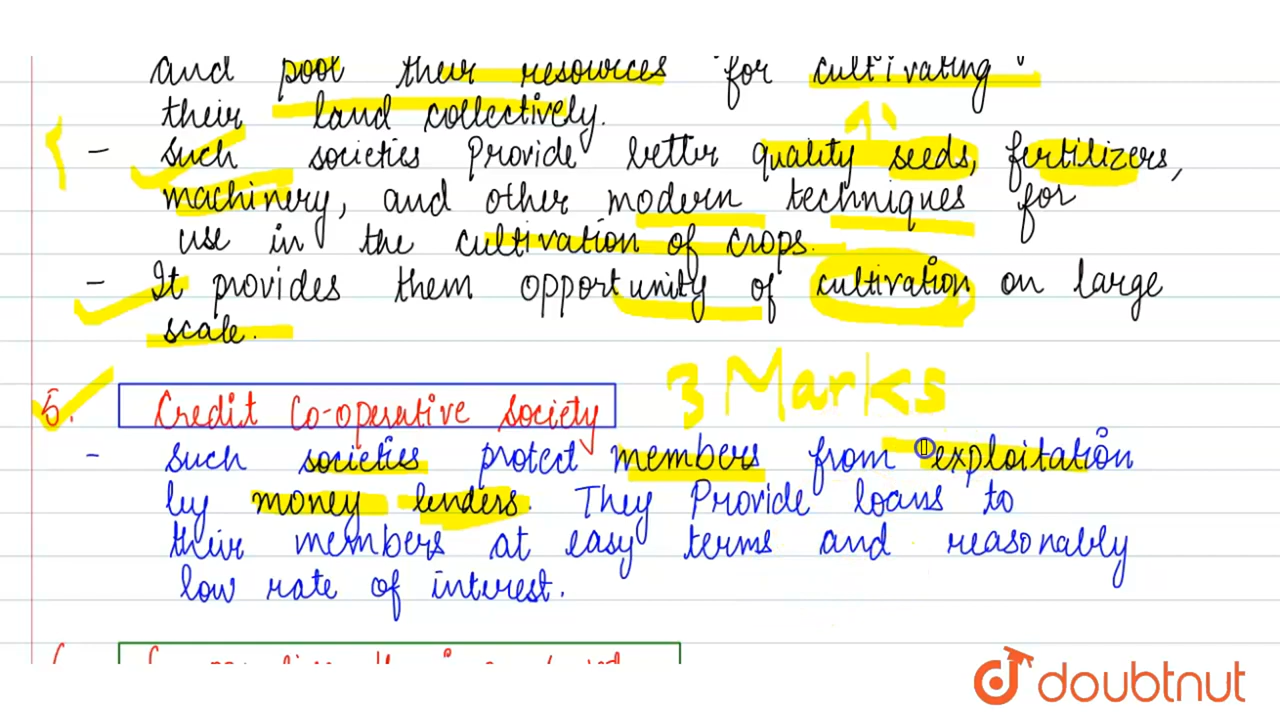 and pool their resources for cultivating
their land collectively.
- Such societies provide better quality seeds, fertilizers,
machinery, and other modern techniques for
use in the cultivation of crops.
- It provides them opportunity of cultivation on large
scale.
3 Marks
5. Credit Co-operative Society
- Such societies protect members from exploitation
by money lenders. They Provide loans to
their members at easy terms and reasonably
low rate of interest.
doubtnut